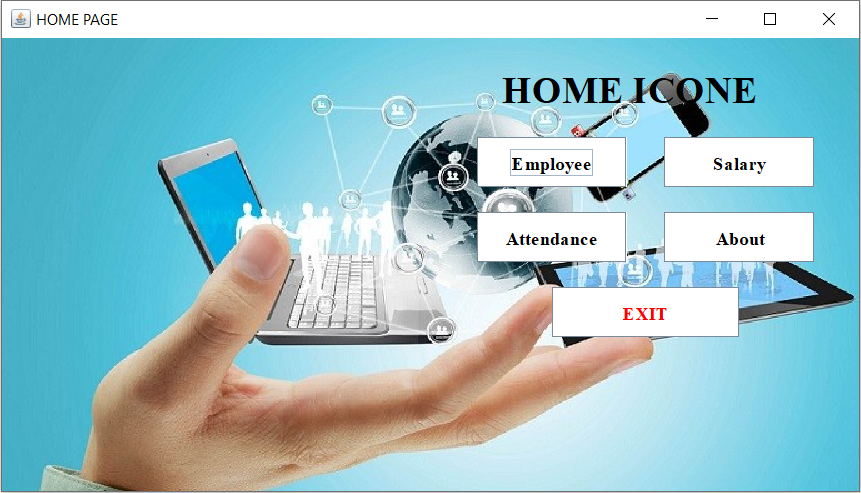 HOME PAGE
HOME ICONE
Employee
Salary
Attendance
About
EXIT